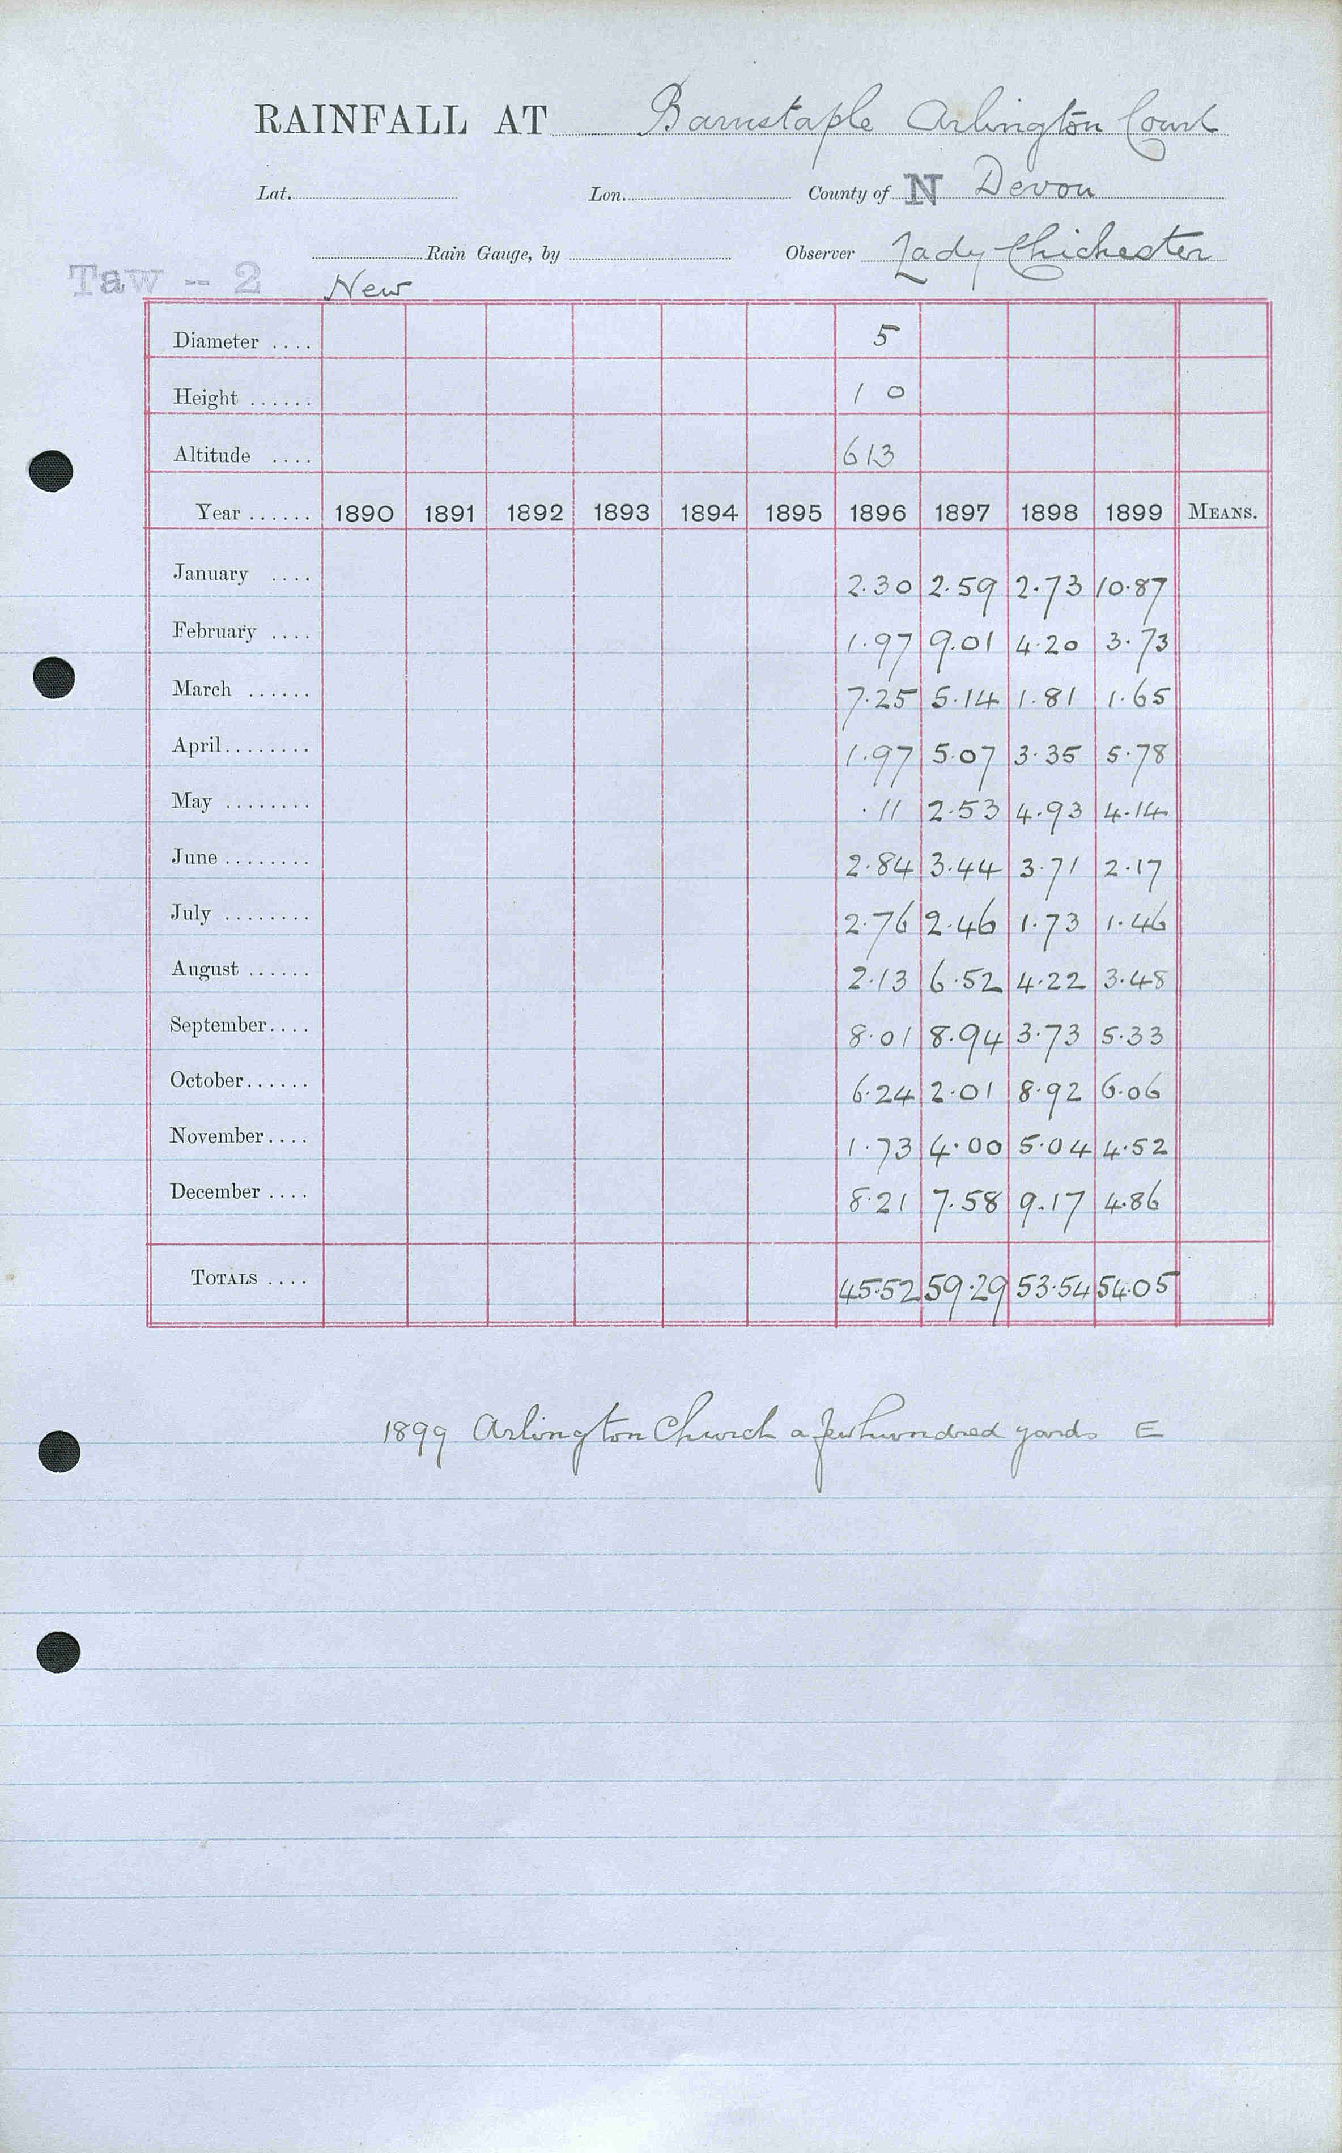 RAINFALL AT Barnstaple Arlington Court
Lat. Lon. County of N Devon
Rain Gauge, by Observer Lady Chichester
Taw -- 2 New
Diameter .... 5
Height ...... 1 0
Altitude .... 613
Year ...... 1890 1891 1892 1893 1894 1895 1896 1897 1898 1899 MEANS.
January .... 2.30 2.59 2.73 10.87
February .... 1.97 9.01 4.20 3.73
March ...... 7.25 5.14 1.81 1.65
April ........ 1.97 5.07 3.35 5.78
May ........ .11 2.53 4.93 4.14
June ........ 2.84 3.44 3.71 2.17
July ........ 2.76 2.46 1.73 1.46
August ...... 2.13 6.52 4.22 3.48
September.... 8.01 8.94 3.73 5.33
October...... 6.24 2.01 8.92 6.06
November.... 1.73 4.00 5.04 4.52
December .... 8.21 7.58 9.17 4.86
TOTALS .... 45.52 59.29 53.54 54.05
1899 Arlington Church a few hundred yards E